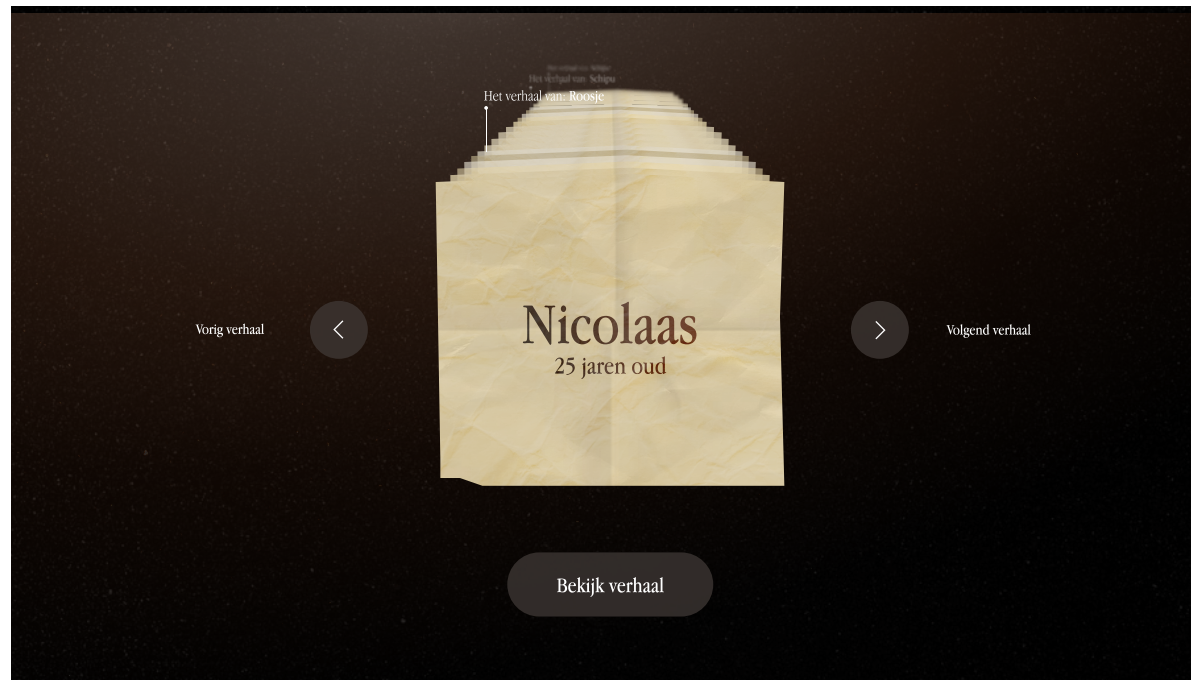 Het verhaal van Schipu
Het verhaal van: Roosje
Nicolaas
25 jaren oud
Vorig verhaal
Volgend verhaal
Bekijk verhaal